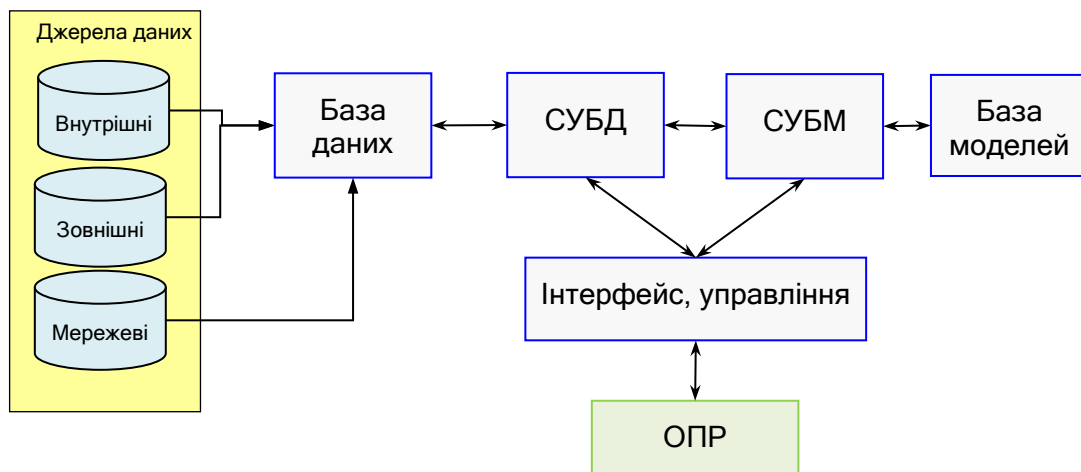 Джерела даних
Внутрішні
Зовнішні
Мережеві
База
даних
СУБД
СУБМ
База
моделей
Інтерфейс, управління
ОПР